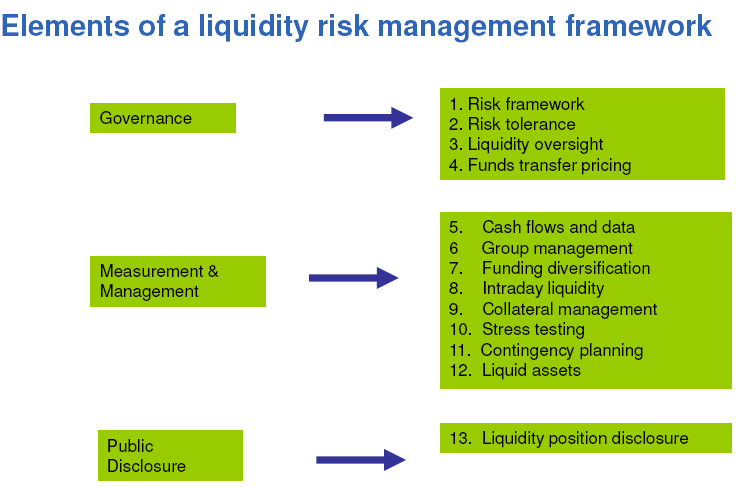 Elements of a liquidity risk management framework
Governance
1. Risk framework
2. Risk tolerance
3. Liquidity oversight
4. Funds transfer pricing
Measurement &
Management
5. Cash flows and data
6 Group management
7. Funding diversification
8. Intraday liquidity
9. Collateral management
10. Stress testing
11. Contingency planning
12. Liquid assets
Public
Disclosure
13. Liquidity position disclosure